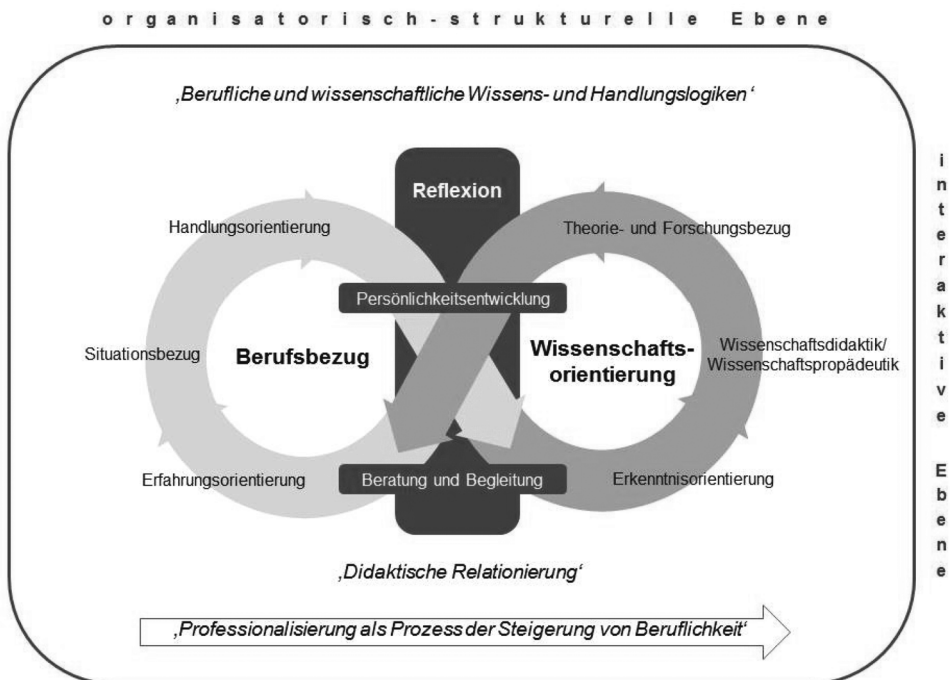 organisatorisch-strukturelle Ebene
‚Berufliche und wissenschaftliche Wissens- und Handlungslogiken‘
Reflexion
Handlungsorientierung
Theorie- und Forschungsbezug
Persönlichkeitsentwicklung
Situationsbezug
Berufsbezug
Wissenschafts-
orientierung
Wissenschaftsdidaktik/
Wissenschaftspropädeutik
Erfahrungsorientierung
Beratung und Begleitung
Erkenntnisorientierung
‚Didaktische Relationierung‘
‚Professionalisierung als Prozess der Steigerung von Beruflichkeit‘
interaktive Ebene